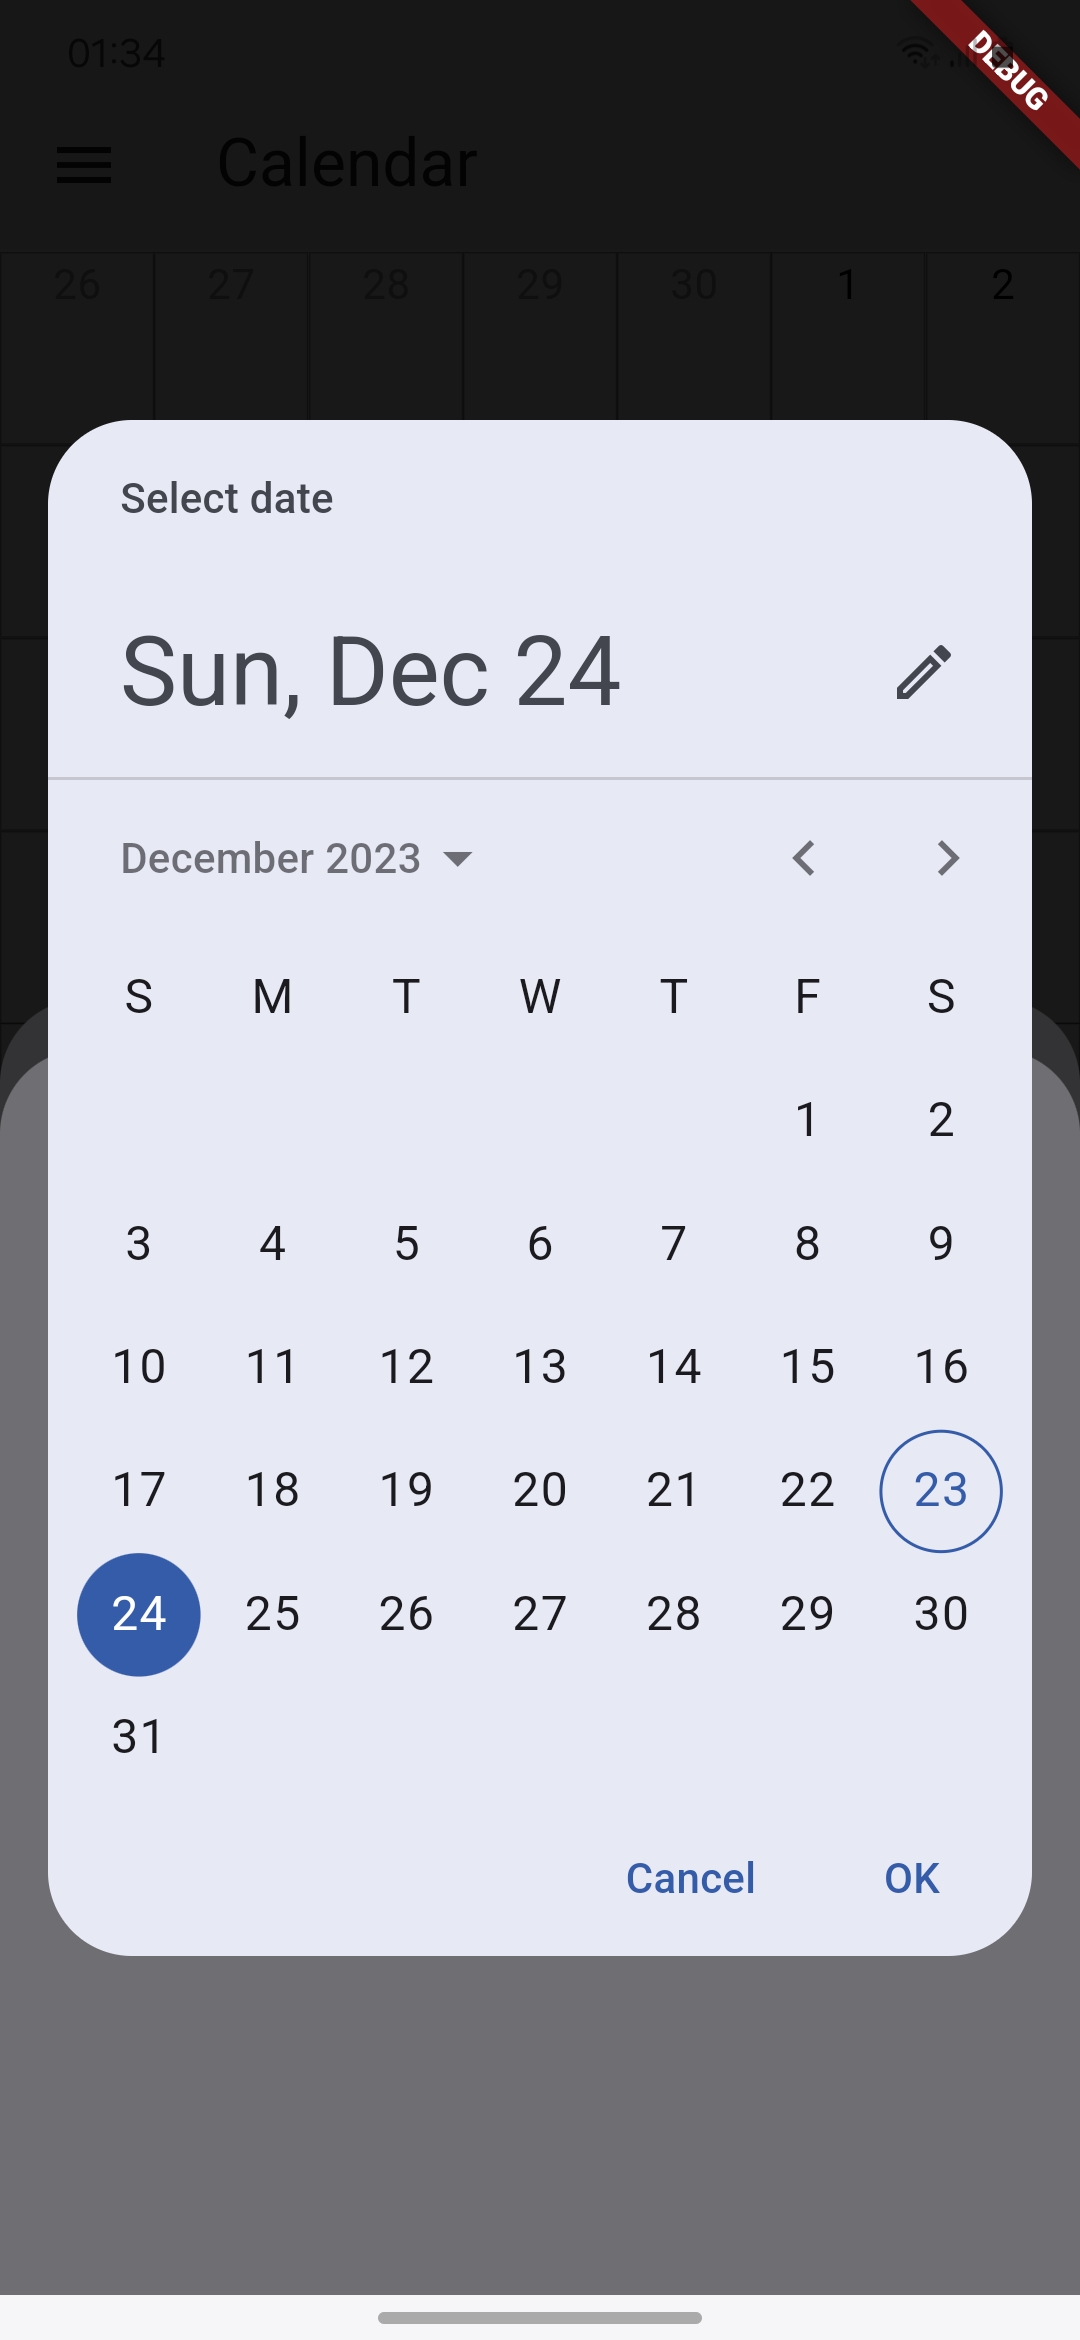 01:34
DEBUG
Calendar
26 27 28 29 30 1 2
Select date
Sun, Dec 24
December 2023
S M T W T F S
1 2
3 4 5 6 7 8 9
10 11 12 13 14 15 16
17 18 19 20 21 22 23
24 25 26 27 28 29 30
31
Cancel OK